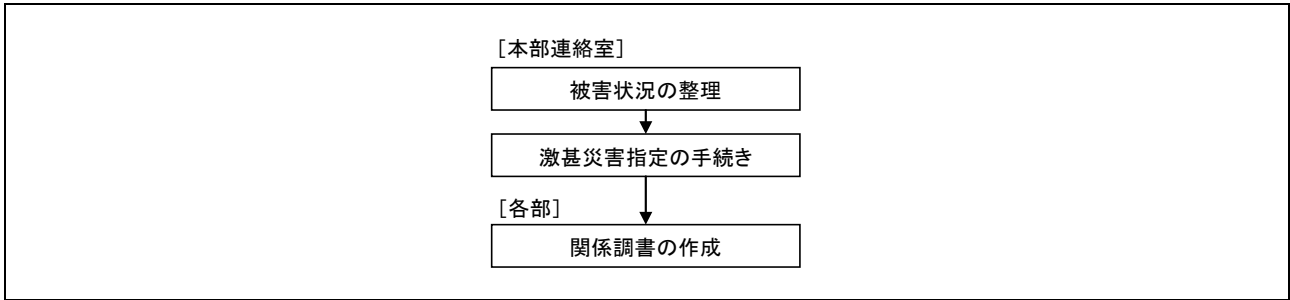 ［本部連絡室］
被害状況の整理
激甚災害指定の手続き
［各部］
関係調書の作成